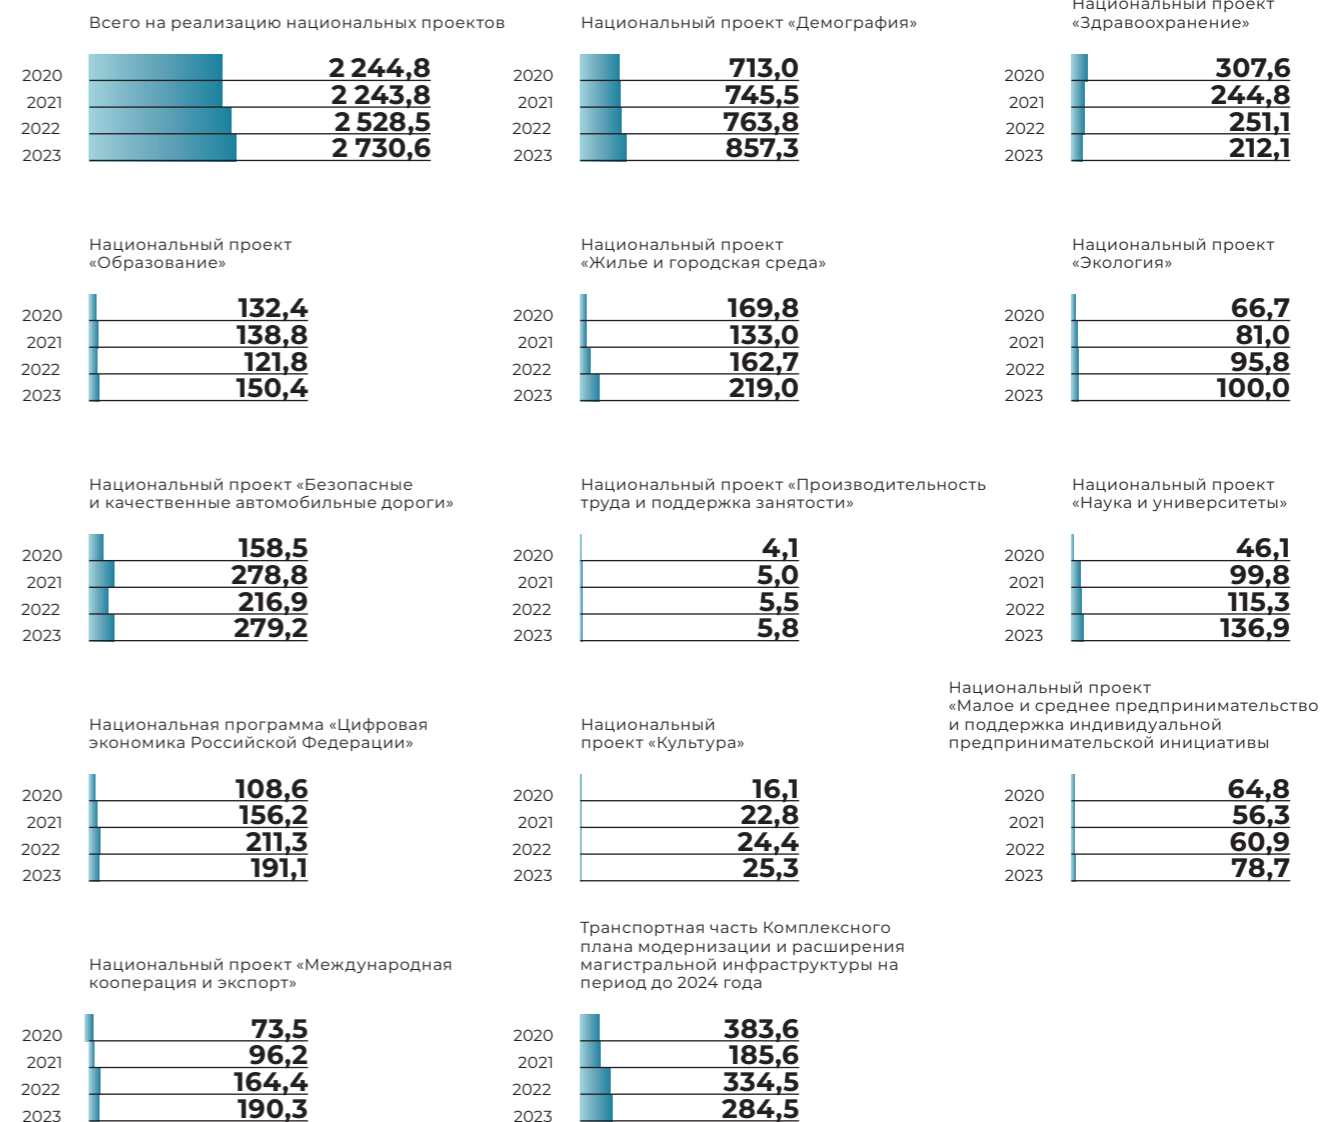 Всего на реализацию национальных проектов
2020 2 244,8
2021 2 243,8
2022 2 528,5
2023 2 730,6
Национальный проект «Демография»
2020 713,0
2021 745,5
2022 763,8
2023 857,3
Национальный проект
«Здравоохранение»
2020 307,6
2021 244,8
2022 251,1
2023 212,1
Национальный проект
«Образование»
2020 132,4
2021 138,8
2022 121,8
2023 150,4
Национальный проект
«Жилье и городская среда»
2020 169,8
2021 133,0
2022 162,7
2023 219,0
Национальный проект
«Экология»
2020 66,7
2021 81,0
2022 95,8
2023 100,0
Национальный проект «Безопасные
и качественные автомобильные дороги»
2020 158,5
2021 278,8
2022 216,9
2023 279,2
Национальный проект «Производительность
труда и поддержка занятости»
2020 4,1
2021 5,0
2022 5,5
2023 5,8
Национальный проект
«Наука и университеты»
2020 46,1
2021 99,8
2022 115,3
2023 136,9
Национальная программа «Цифровая
экономика Российской Федерации»
2020 108,6
2021 156,2
2022 211,3
2023 191,1
Национальный
проект «Культура»
2020 16,1
2021 22,8
2022 24,4
2023 25,3
Национальный проект
«Малое и среднее предпринимательство
и поддержка индивидуальной
предпринимательской инициативы
2020 64,8
2021 56,3
2022 60,9
2023 78,7
Национальный проект «Международная
кооперация и экспорт»
2020 73,5
2021 96,2
2022 164,4
2023 190,3
Транспортная часть Комплексного
плана модернизации и расширения
магистральной инфраструктуры на
период до 2024 года
2020 383,6
2021 185,6
2022 334,5
2023 284,5